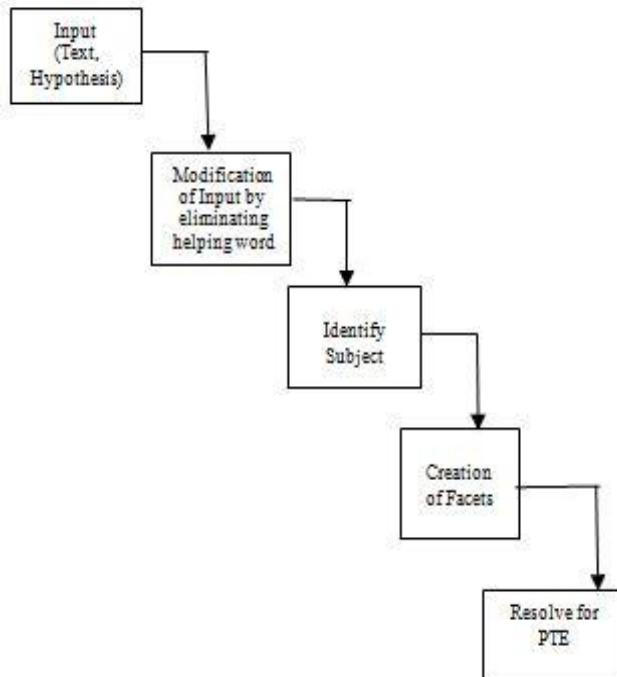 Input
(Text,
Hypothesis)
Modification
of Input by
eliminating
helping word
Identify
Subject
Creation
of Facets
Resolve for
PTE